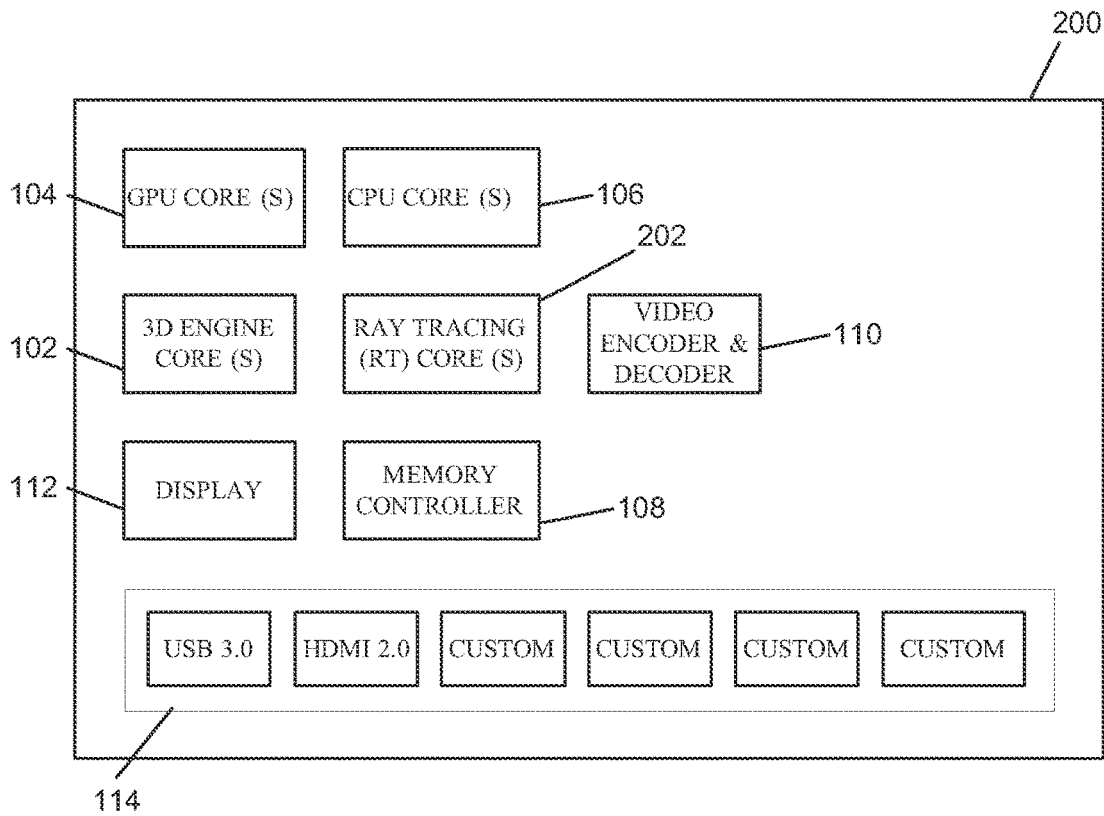 200
104
GPU CORE (S)
CPU CORE (S)
106
202
102
3D ENGINE
CORE (S)
RAY TRACING
(RT) CORE (S)
VIDEO
ENCODER &
DECODER
110
112
DISPLAY
MEMORY
CONTROLLER
108
USB 3.0
HDMI 2.0
CUSTOM
CUSTOM
CUSTOM
CUSTOM
114